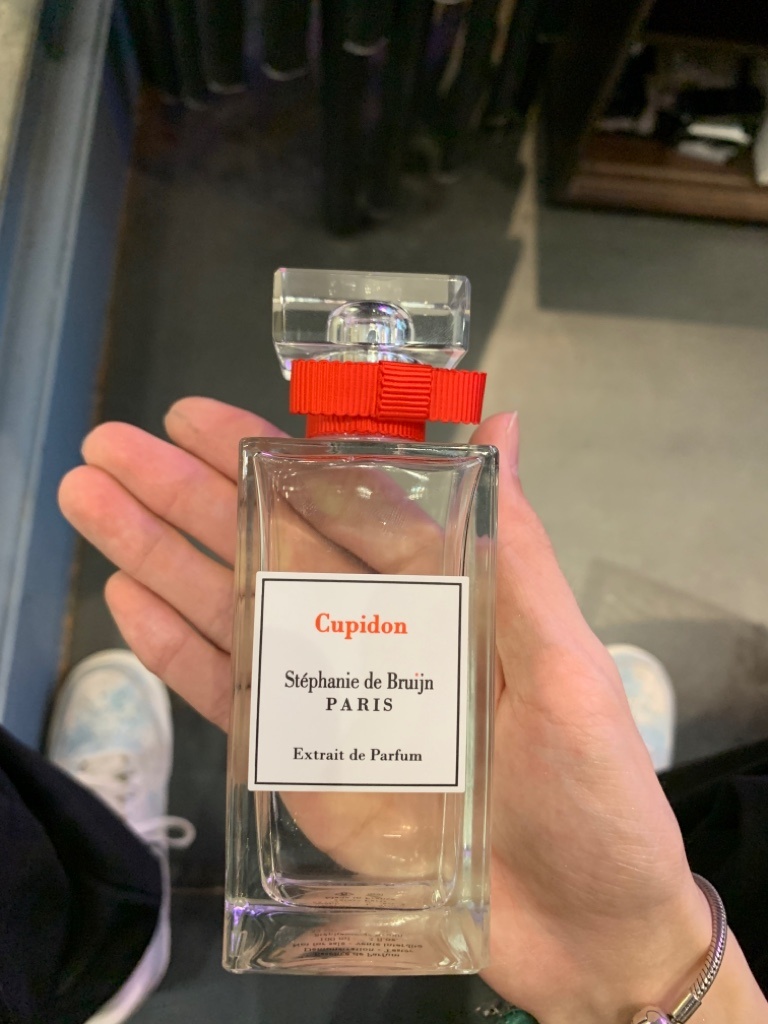 Cupidon
Stéphanie de Bruijn
PARIS
Extrait de Parfum